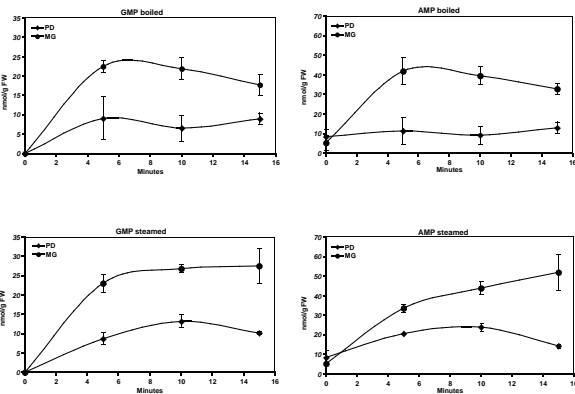 GMP boiled
35
30
25
20
15
10
5
0
nmol/g FW
PD
MG
0 2 4 6 8 10 12 14 16
Minutes
AMP boiled
70
60
50
40
30
20
10
0
nmol/g FW
PD
MG
0 2 4 6 8 10 12 14 16
Minutes
GMP steamed
35
30
25
20
15
10
5
0
nmol/g FW
PD
MG
0 2 4 6 8 10 12 14 16
Minutes
AMP steamed
70
60
50
40
30
20
10
0
nmol/g FW
PD
MG
0 2 4 6 8 10 12 14 16
Minutes